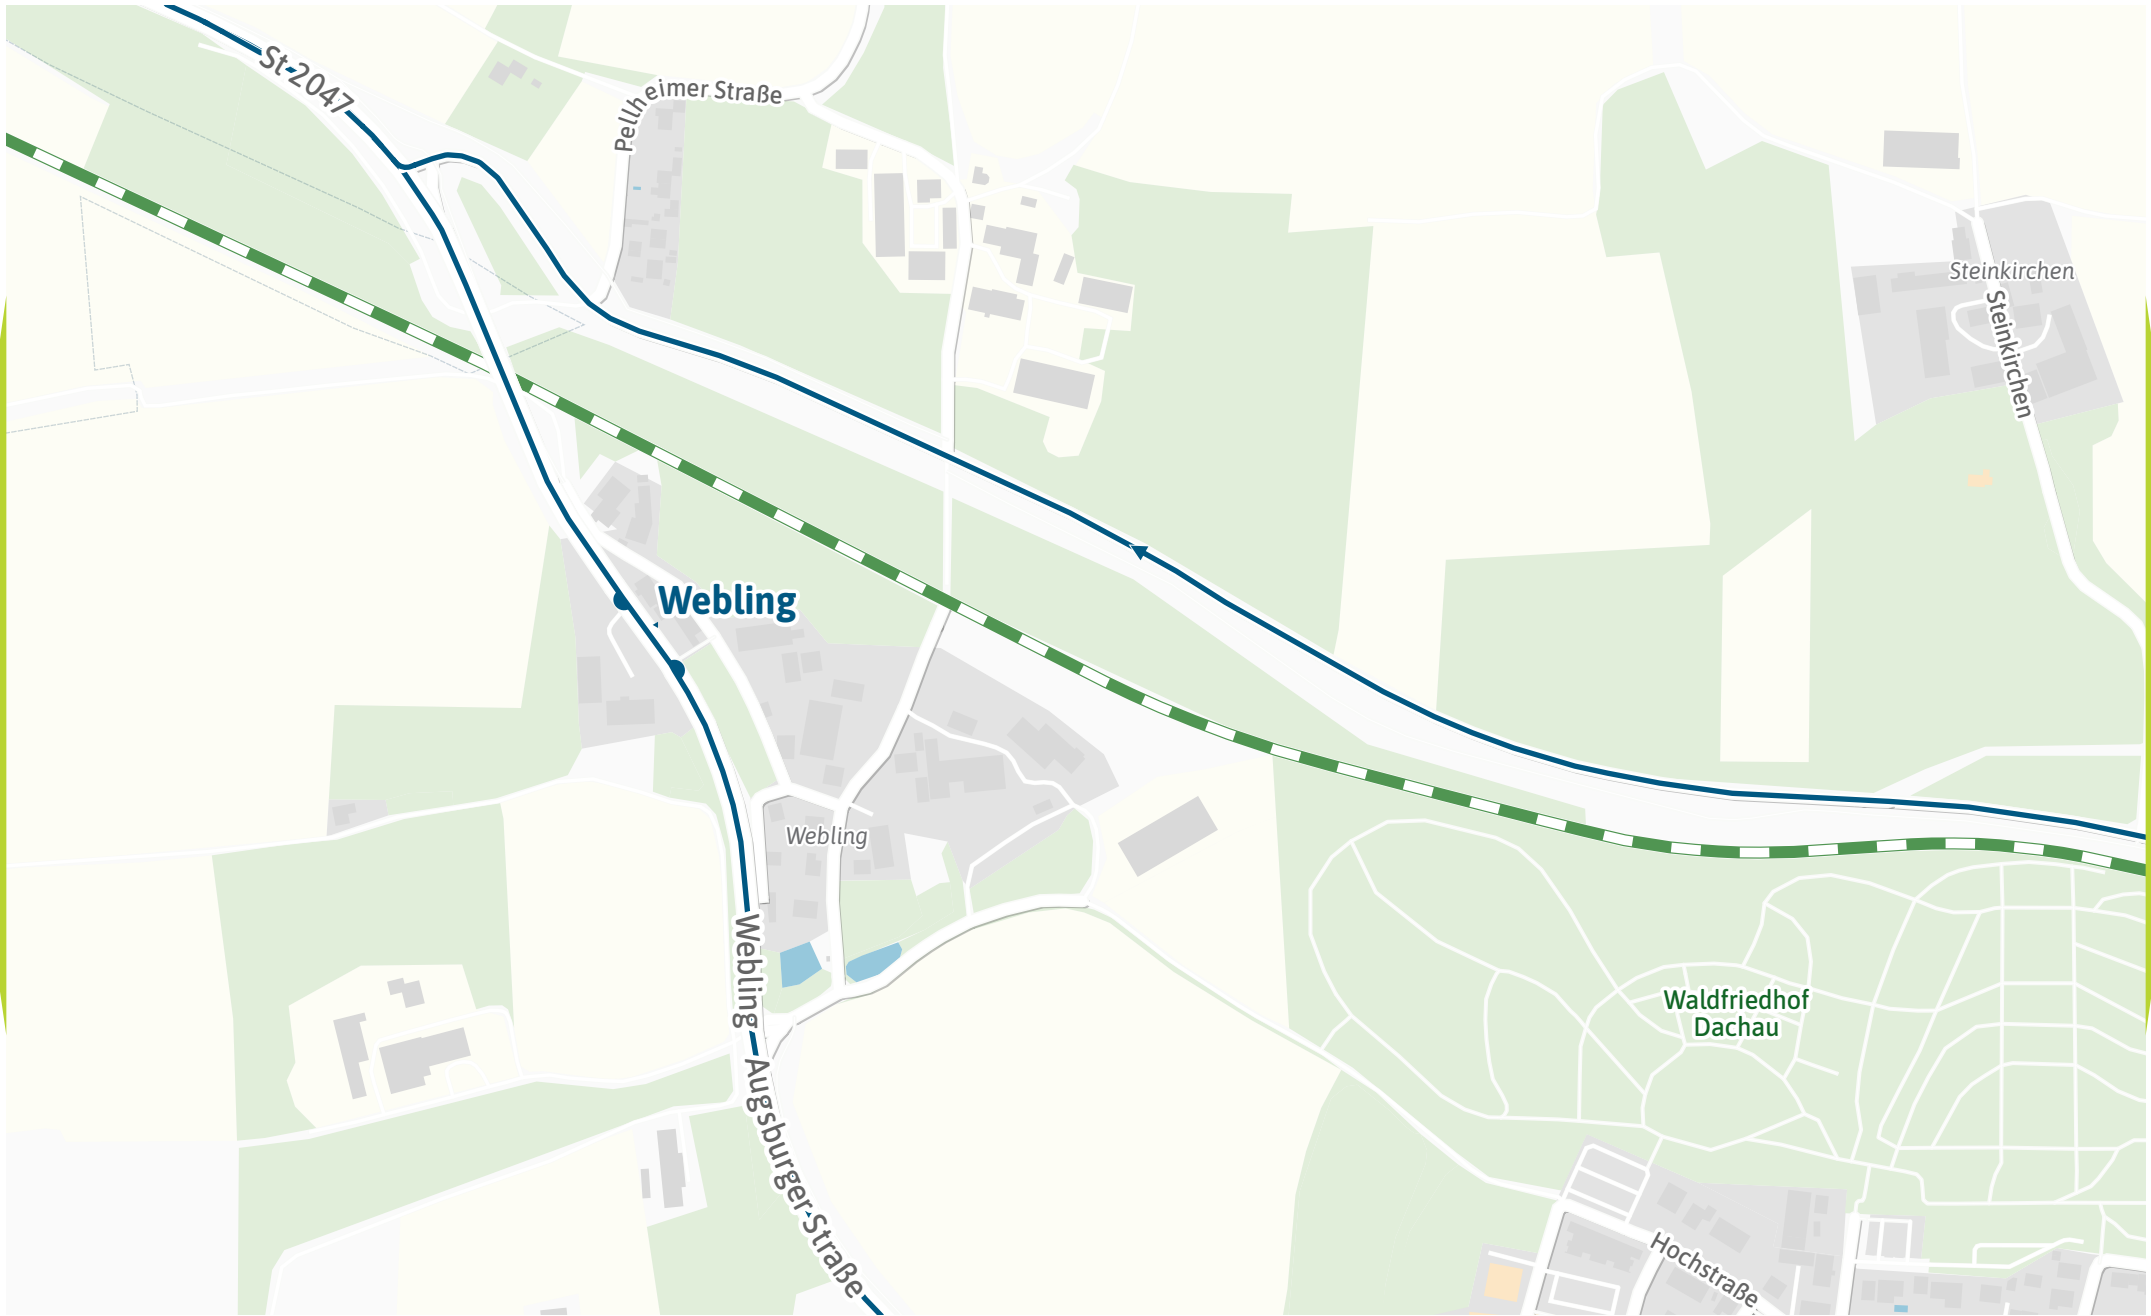 St 2047
Pellheimer Straße
Steinkirchen
Steinkirchen
Webling
Webling
Webling
Waldfriedhof
Dachau
Augsburger Straße
Hochstraße